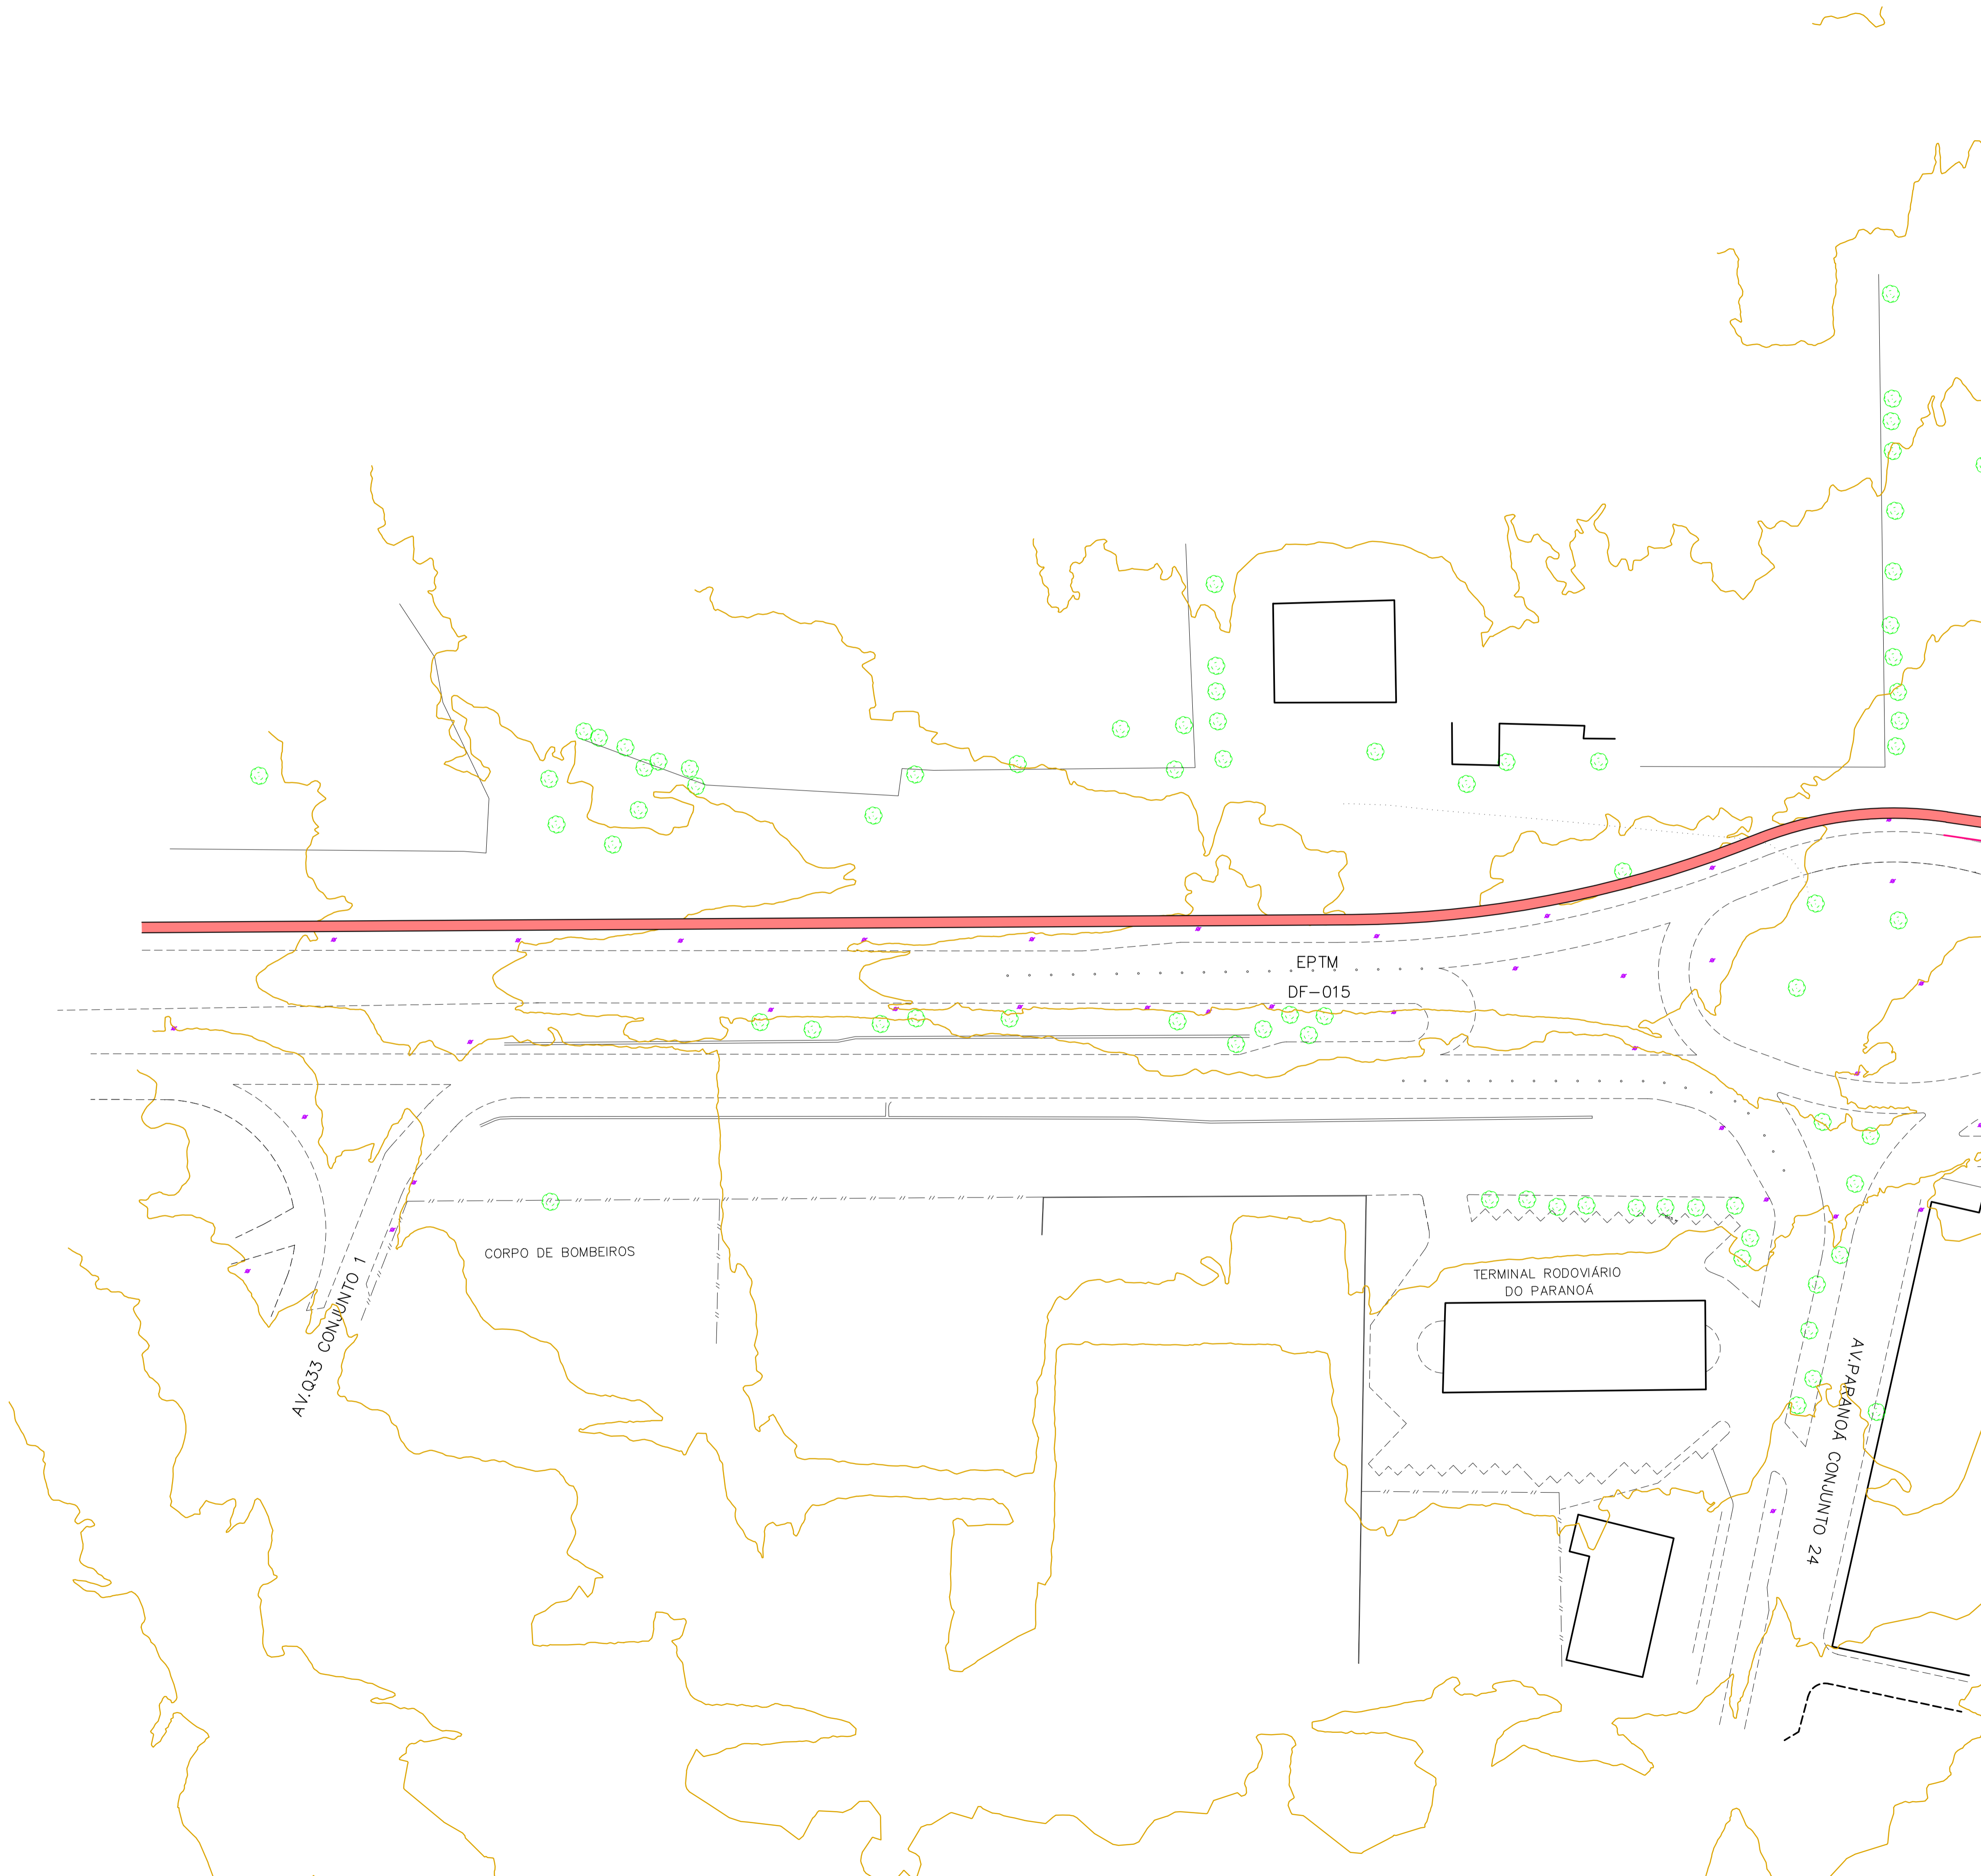 EPTM
DF-015
CORPO DE BOMBEIROS
TERMINAL RODOVIÁRIO
DO PARANOÁ
AV.Q33 CONJUNTO 1
AV.PARANOÁ CONJUNTO 24